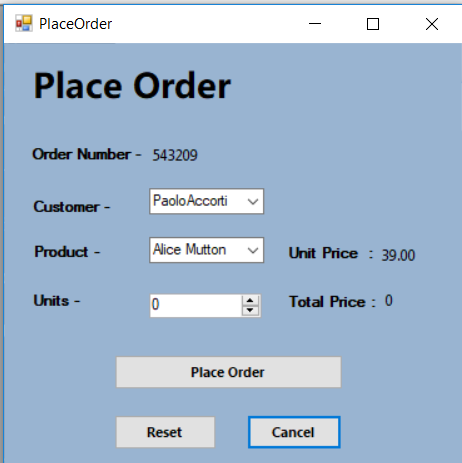 PlaceOrder
Place Order
Order Number - 543209
Customer - PaoloAccorti
Product - Alice Mutton Unit Price : 39.00
Units - 0 Total Price : 0
Place Order
Reset Cancel